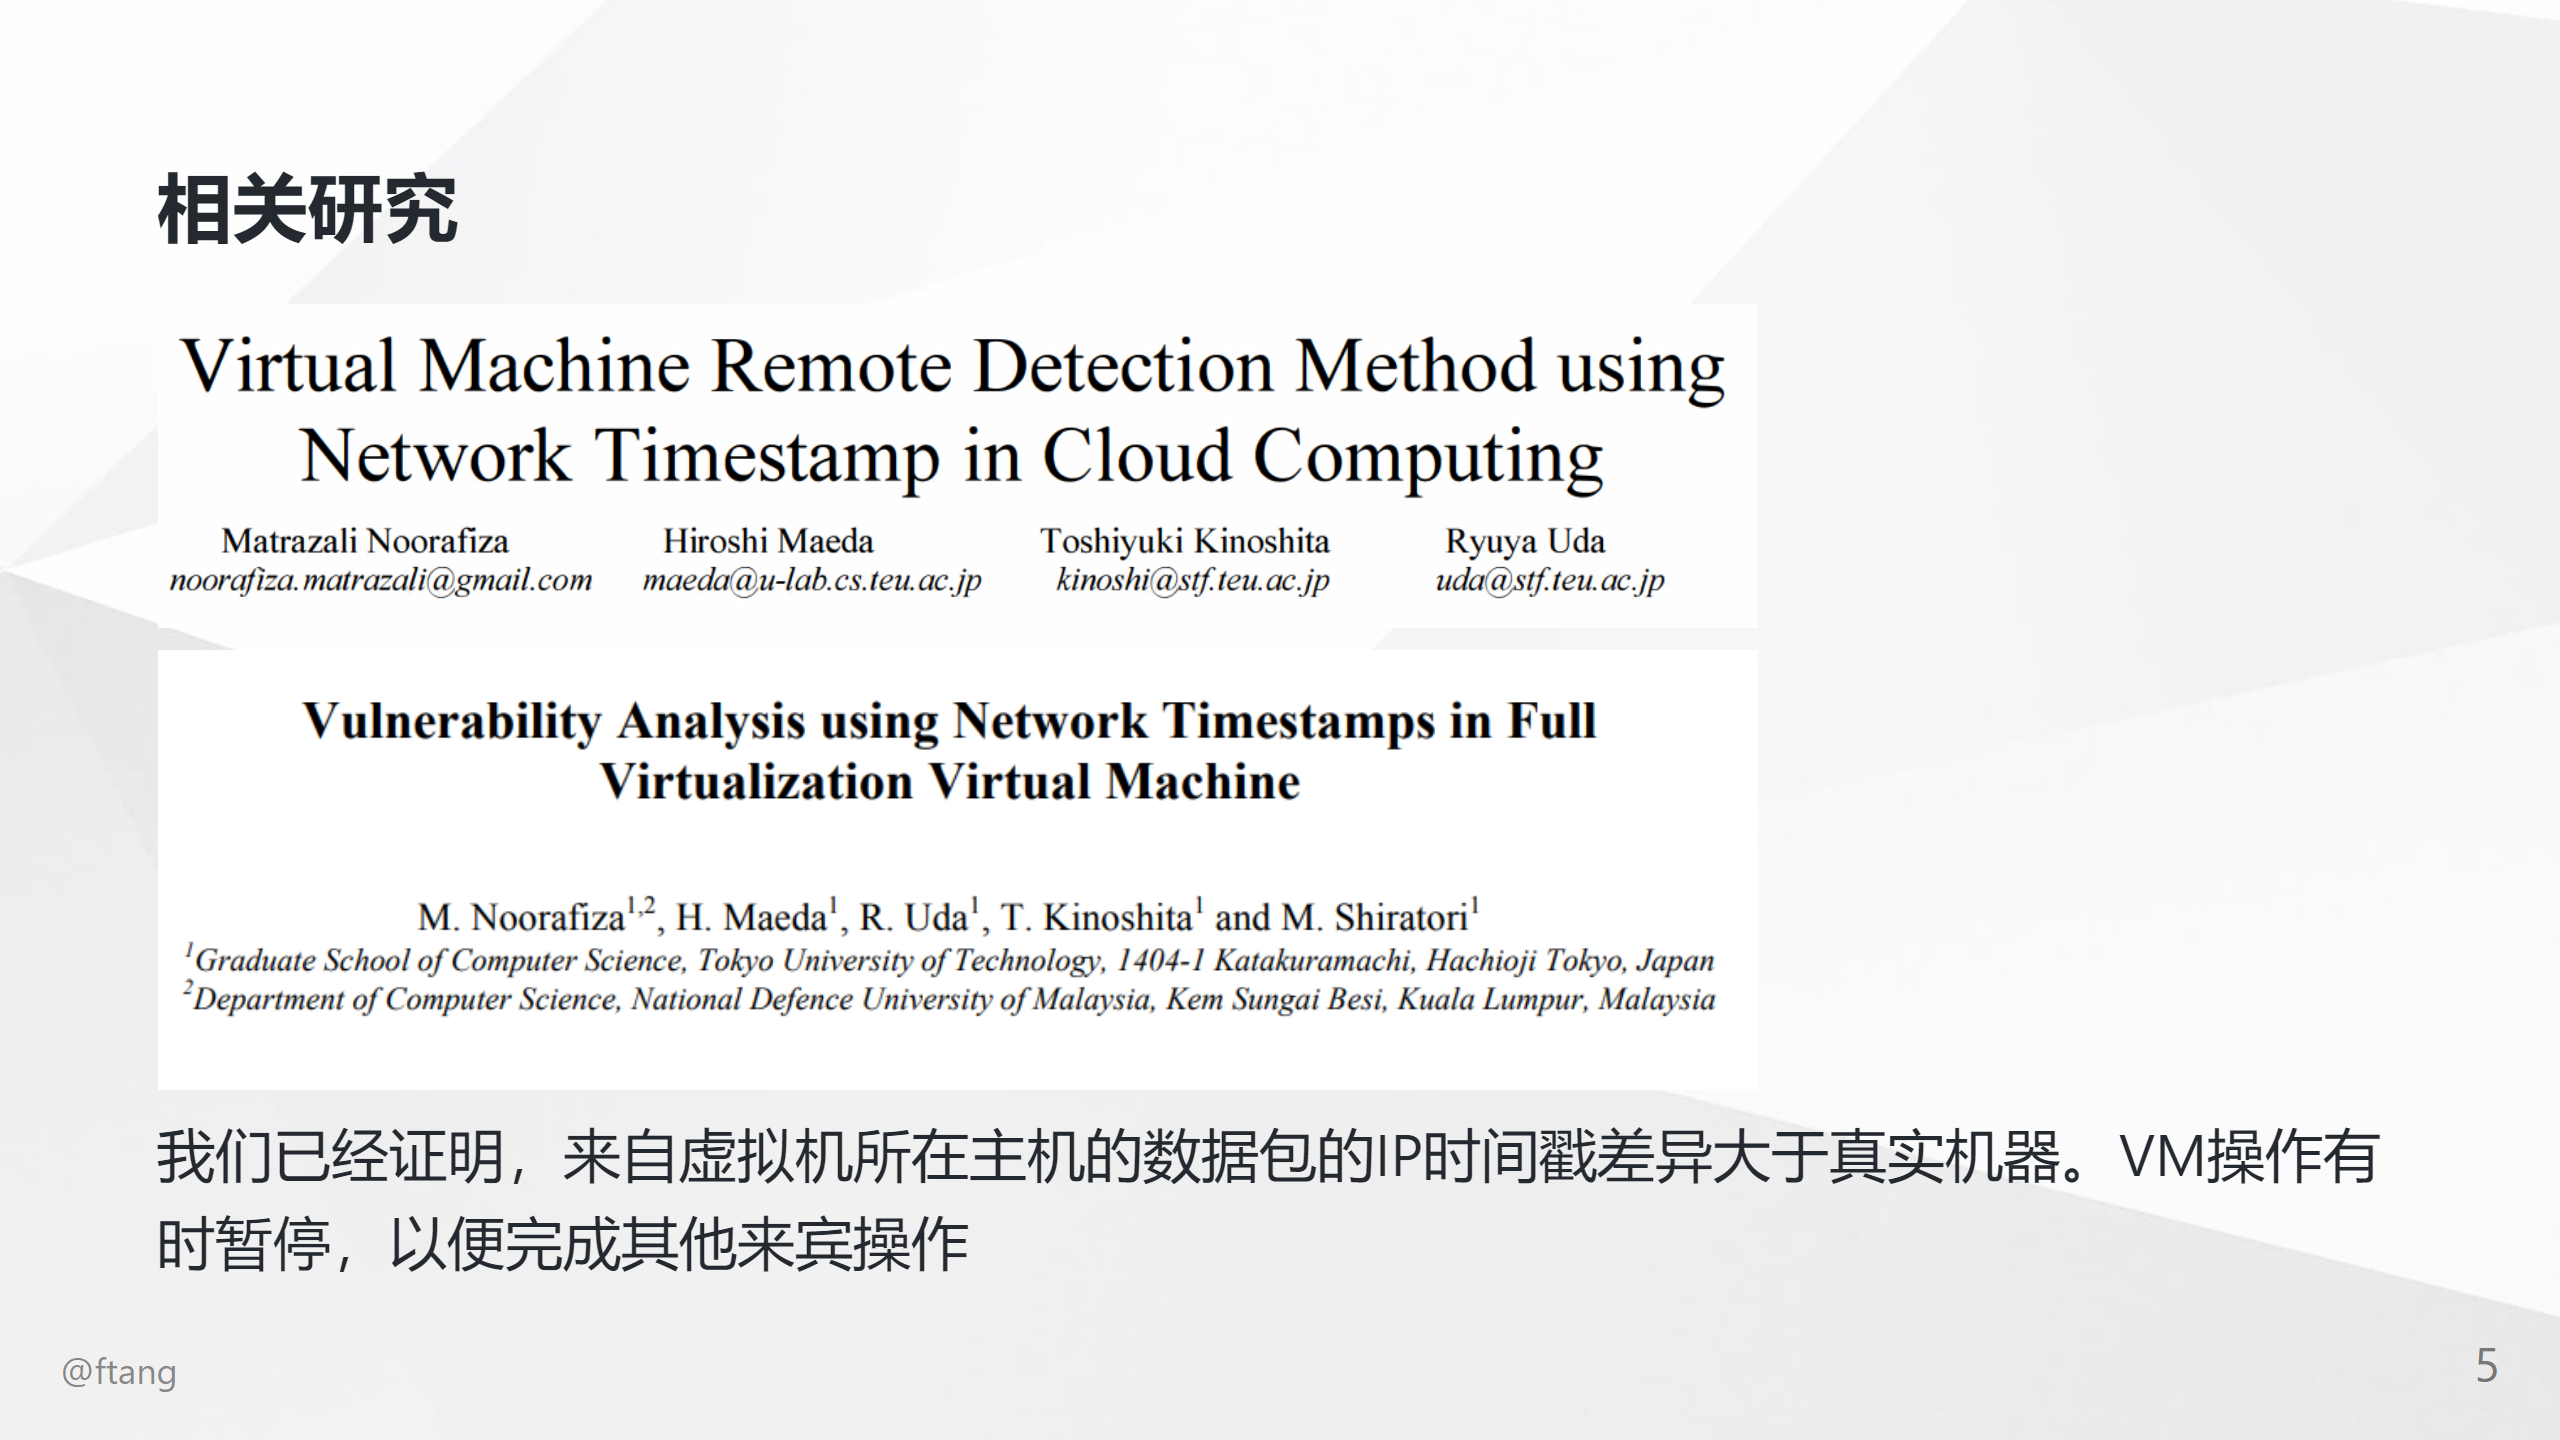 相关研究
Virtual Machine Remote Detection Method using
Network Timestamp in Cloud Computing
Matrazali Noorafiza Hiroshi Maeda Toshiyuki Kinoshita Ryuya Uda
noorafiza.matrazali@gmail.com maeda@u-lab.cs.teu.ac.jp kinoshi@stf.teu.ac.jp uda@stf.teu.ac.jp
Vulnerability Analysis using Network Timestamps in Full
Virtualization Virtual Machine
M. Noorafiza1,2, H. Maeda1, R. Uda1, T. Kinoshita1 and M. Shiratori1
1Graduate School of Computer Science, Tokyo University of Technology, 1404-1 Katakuramachi, Hachioji Tokyo, Japan
2Department of Computer Science, National Defence University of Malaysia, Kem Sungai Besi, Kuala Lumpur, Malaysia
我们已经证明，来自虚拟机所在主机的数据包的IP时间戳差异大于真实机器。VM操作有
时暂停，以便完成其他来宾操作
@ftang
5